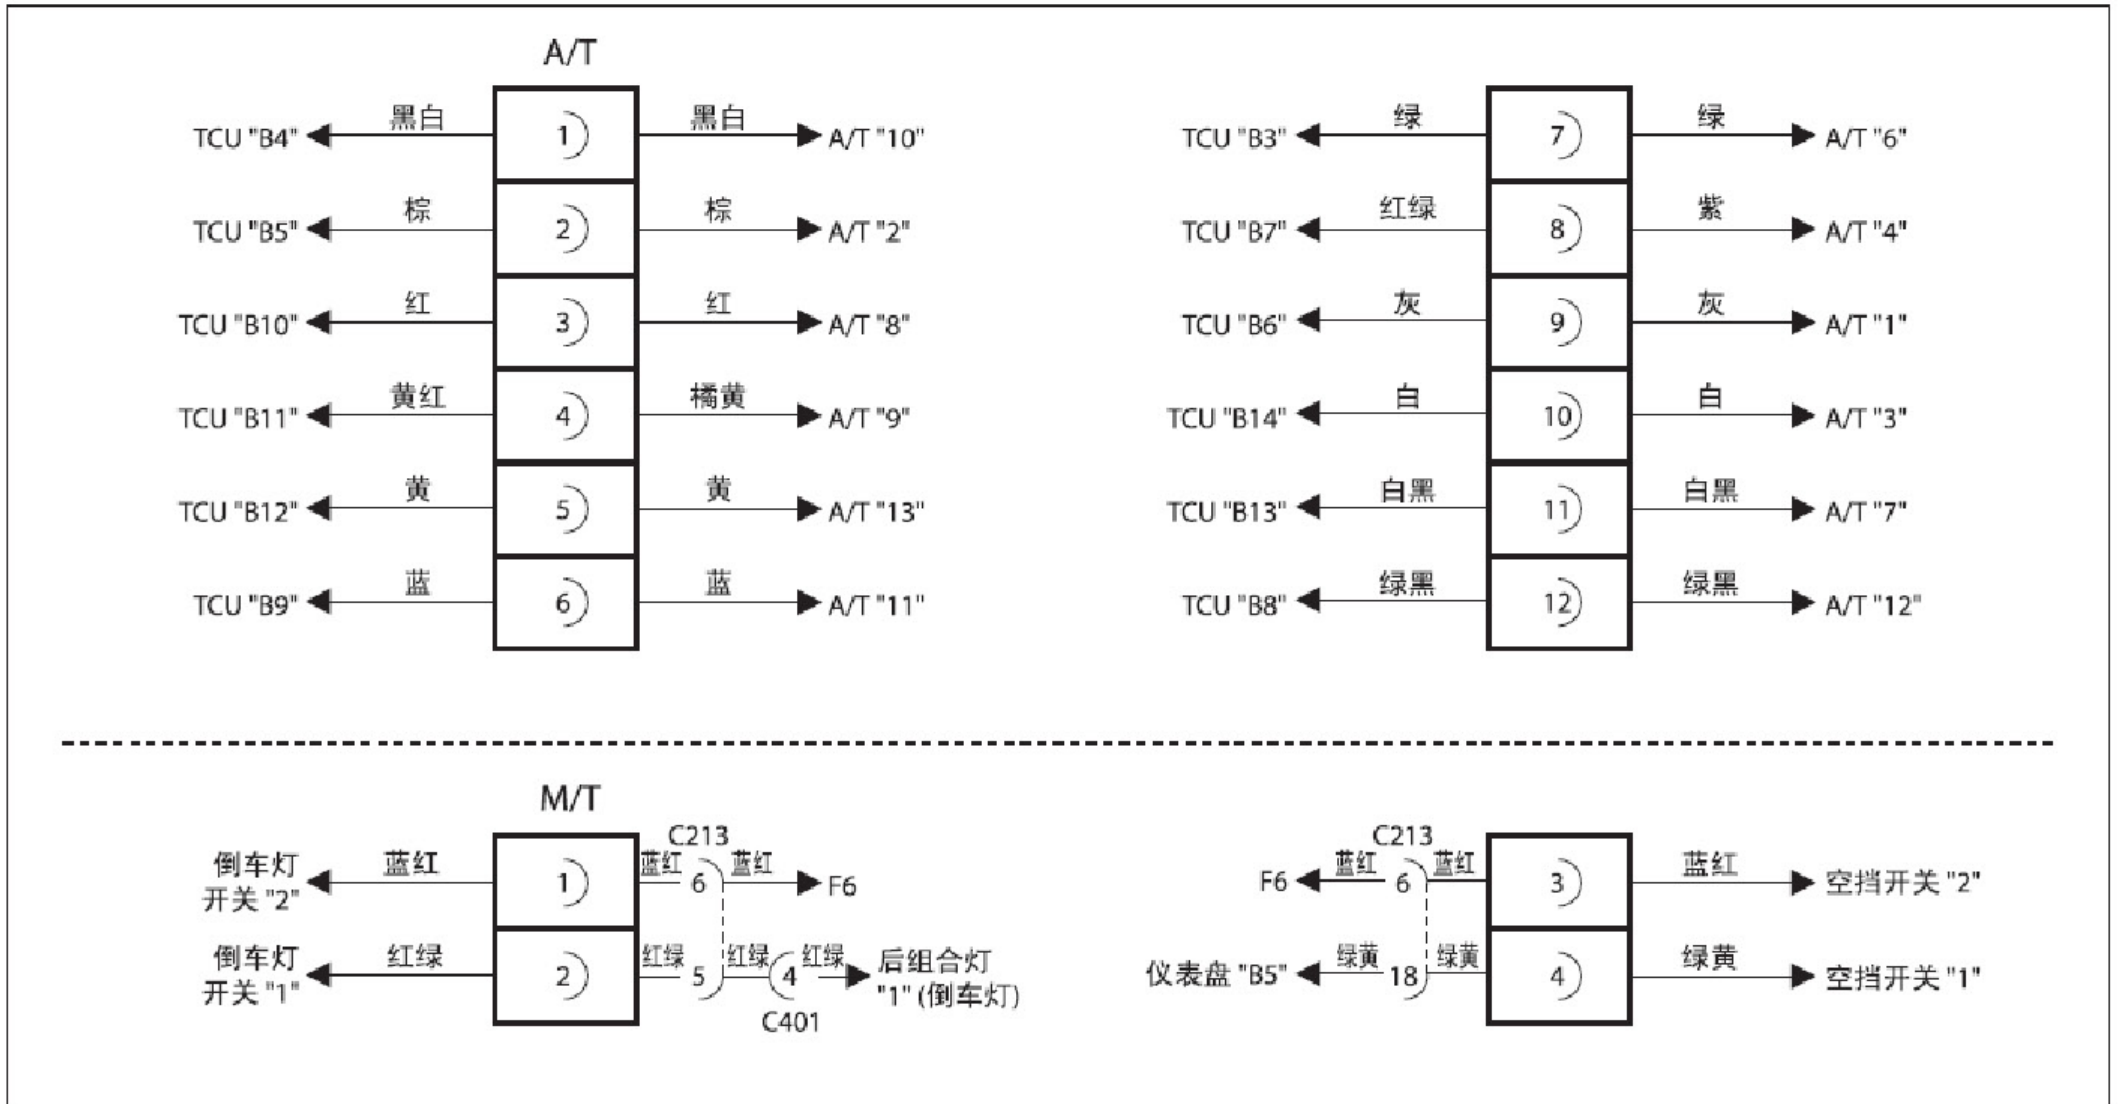 A/T
TCU "B4" 黑白 1 黑白 A/T "10"
TCU "B5" 棕 2 棕 A/T "2"
TCU "B10" 红 3 红 A/T "8"
TCU "B11" 黄红 4 橘黄 A/T "9"
TCU "B12" 黄 5 黄 A/T "13"
TCU "B9" 蓝 6 蓝 A/T "11"
TCU "B3" 绿 7 绿 A/T "6"
TCU "B7" 红绿 8 紫 A/T "4"
TCU "B6" 灰 9 灰 A/T "1"
TCU "B14" 白 10 白 A/T "3"
TCU "B13" 白黑 11 白黑 A/T "7"
TCU "B8" 绿黑 12 绿黑 A/T "12"
M/T
C213
倒车灯
开关 "2"
蓝红 1 蓝红 6 蓝红 F6
倒车灯
开关 "1"
红绿 2 红绿 5 红绿 4 红绿
后组合灯
"1" (倒车灯)
C401
C213
F6 蓝红 6 蓝红 3 蓝红 空挡开关 "2"
仪表盘 "B5" 绿黄 18 绿黄 4 绿黄 空挡开关 "1"